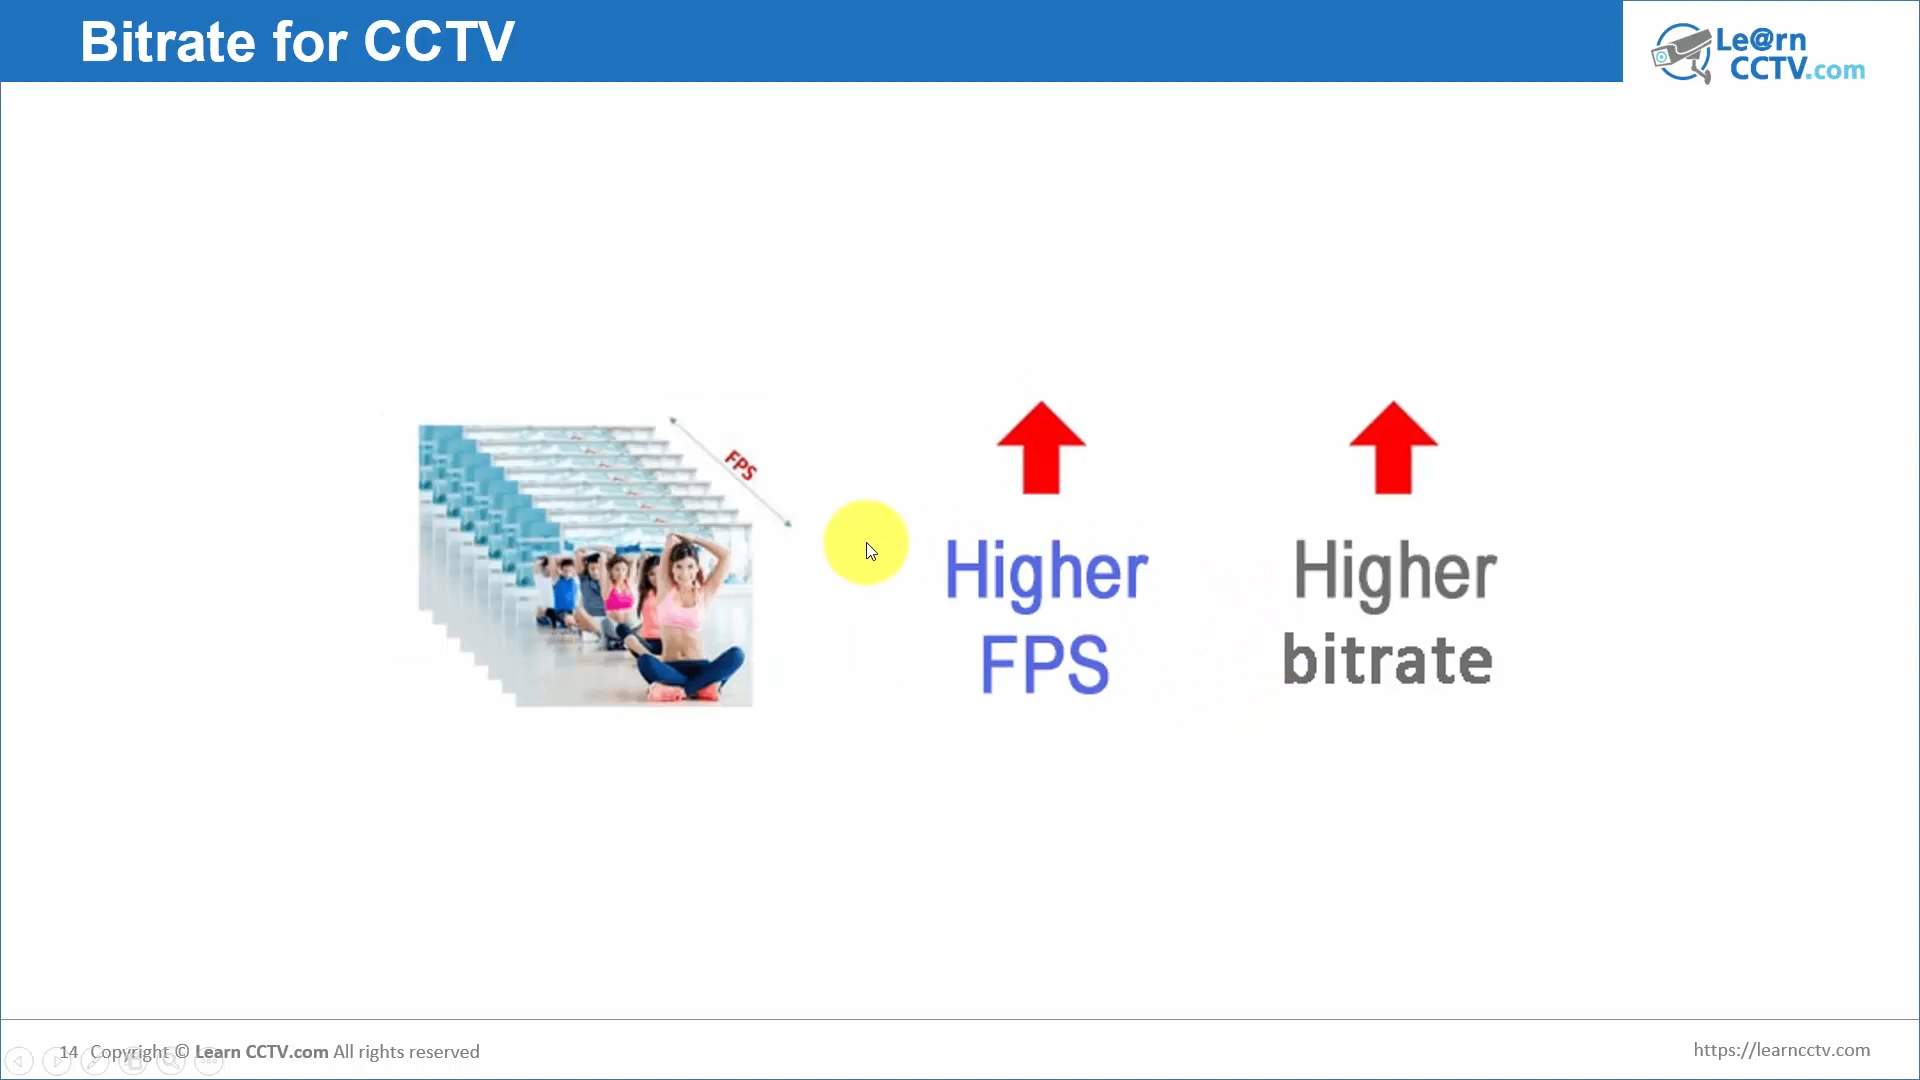 Bitrate for CCTV
Le@rn
CCTV.com
FPS
Higher
FPS
Higher
bitrate
14 Copyright © Learn CCTV.com All rights reserved
https://learncctv.com